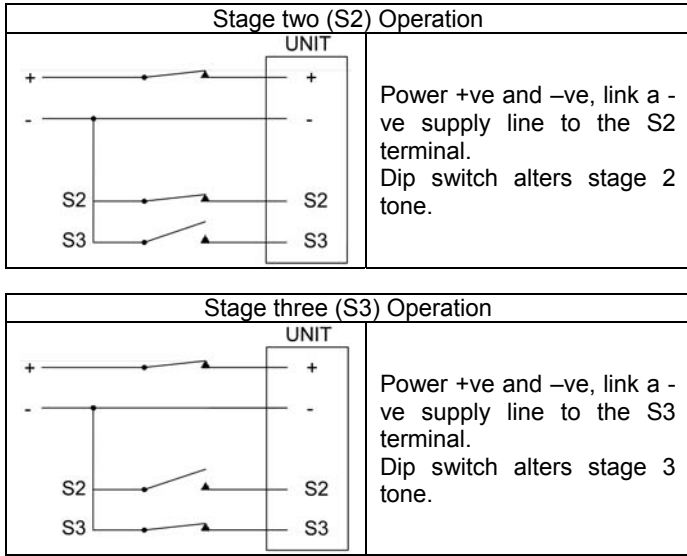 Stage two (S2) Operation
UNIT
+ +
- -
S2 S2
S3 S3
Power +ve and –ve, link a -
ve supply line to the S2
terminal.
Dip switch alters stage 2
tone.
Stage three (S3) Operation
UNIT
+ +
- -
S2 S2
S3 S3
Power +ve and –ve, link a -
ve supply line to the S3
terminal.
Dip switch alters stage 3
tone.